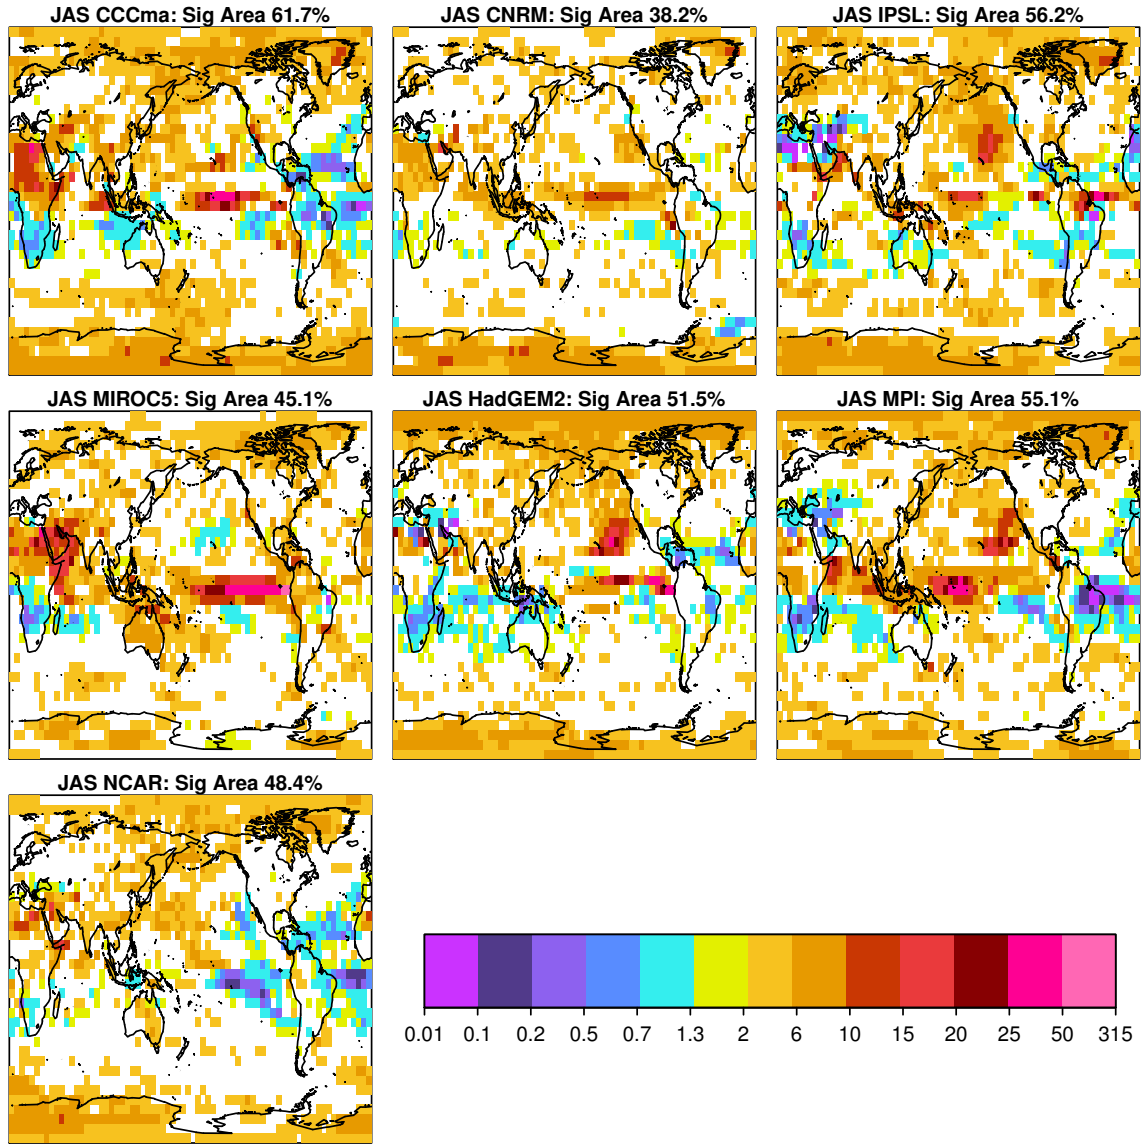 JAS CCCma: Sig Area 61.7%
JAS CNRM: Sig Area 38.2%
JAS IPSL: Sig Area 56.2%
JAS MIROC5: Sig Area 45.1%
JAS HadGEM2: Sig Area 51.5%
JAS MPI: Sig Area 55.1%
JAS NCAR: Sig Area 48.4%
0.01 0.1 0.2 0.5 0.7 1.3 2 6 10 15 20 25 50 315